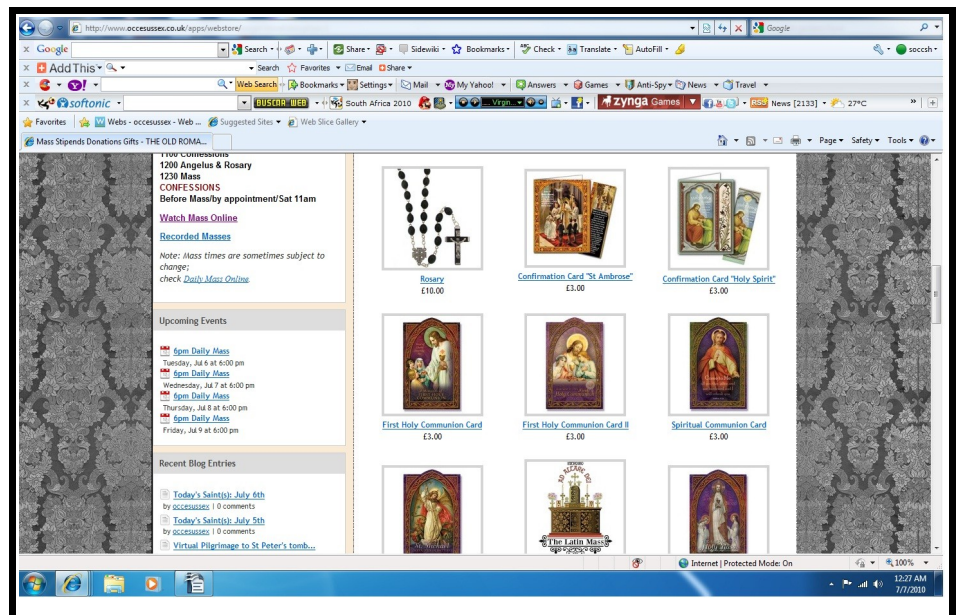 http://www.occesussex.co.uk/apps/webstore/
Google
Google Search Share Sidewiki Bookmarks Check Translate AutoFill soccsh
AddThis Search Favorites Email Share
Y! Web Search Bookmarks Settings Mail My Yahoo! Answers Games Anti-Spy News Travel
softonic BUSCAR WEB South August 2010 Virgin... zynga Games RSS News [2133] 27°C
Favorites Webs - occesussex - Web ... Suggested Sites Web Slice Gallery
Mass Stipends Donations Gifts - THE OLD ROMA... Page Safety Tools
1100 Confessions
1200 Angelus & Rosary
1230 Mass
CONFESSIONS
Before Mass/by appointment/Sat 11am
Watch Mass Online
Recorded Masses
Note: Mass times are sometimes subject to
change;
check Daily Mass Online.
Upcoming Events
6pm Daily Mass
Tuesday, Jul 6 at 6:00 pm
6pm Daily Mass
Wednesday, Jul 7 at 6:00 pm
6pm Daily Mass
Thursday, Jul 8 at 6:00 pm
6pm Daily Mass
Friday, Jul 9 at 6:00 pm
Recent Blog Entries
Today's Saint(s): July 6th
by occesussex | 0 comments
Today's Saint(s): July 5th
by occesussex | 0 comments
Virtual Pilgrimage to St Peter's tomb...
Rosary
£10.00
Confirmation Card "St Ambrose"
£3.00
Confirmation Card "Holy Spirit"
£3.00
First Holy Communion Card
£3.00
First Holy Communion Card II
£3.00
Spiritual Communion Card
£3.00
St. Michael
The Latin Mass
Internet | Protected Mode: On 100%
12:27 AM
7/7/2010